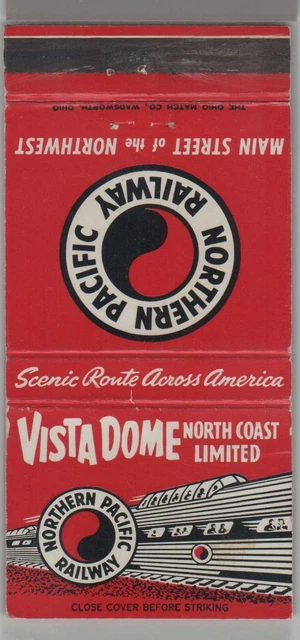 THE OHIO MATCH CO., WADSWORTH, OHIO
MAIN STREET of the NORTHWEST
NORTHERN PACIFIC
RAILWAY
Scenic Route Across America
VISTA DOME NORTH COAST
LIMITED
NORTHERN PACIFIC
RAILWAY
CLOSE COVER BEFORE STRIKING